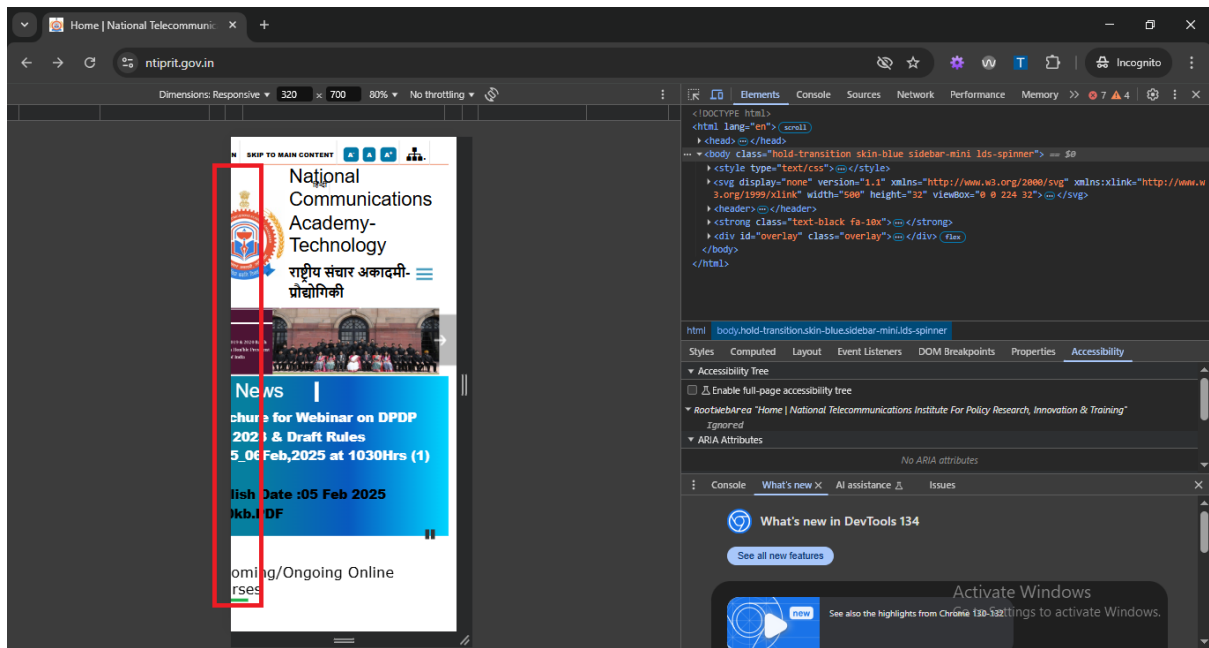 Home | National Telecommunic
ntiprit.gov.in
Incognito
Dimensions: Responsive 320 × 700 80% No throttling
Elements Console Sources Network Performance Memory 7 4
<!DOCTYPE html>
<html lang="en"> scroll
<head> </head>
<body class="hold-transition skin-blue sidebar-mini lds-spinner"> == $0
<style type="text/css"> </style>
<svg display="none" version="1.1" xmlns="http://www.w3.org/2000/svg" xmlns:xlink="http://www.w
3.org/1999/xlink" width="500" height="32" viewBox="0 0 224 32"> </svg>
<header> </header>
<strong class="text-black fa-10x"> </strong>
<div id="overlay" class="overlay"> </div> flex
</body>
</html>
html body.hold-transition.skin-blue.sidebar-mini.lds-spinner
Styles Computed Layout Event Listeners DOM Breakpoints Properties Accessibility
Accessibility Tree
Enable full-page accessibility tree
RootWebArea "Home | National Telecommunications Institute For Policy Research, Innovation & Training"
Ignored
ARIA Attributes
No ARIA attributes
Console What's new AI assistance Issues
What's new in DevTools 134
See all new features
new
See also the highlights from Chrome 130-132
Activate Windows
Go to Settings to activate Windows.
N SKIP TO MAIN CONTENT A- A A+
National
हिन्दी
Communications
Academy-
Technology
राष्ट्रीय संचार अकादमी-
प्रौद्योगिकी
News
chure for Webinar on DPDP
2023 & Draft Rules
5_06Feb,2025 at 1030Hrs (1)
lish Date :05 Feb 2025
0kb.PDF
oming/Ongoing Online
rses